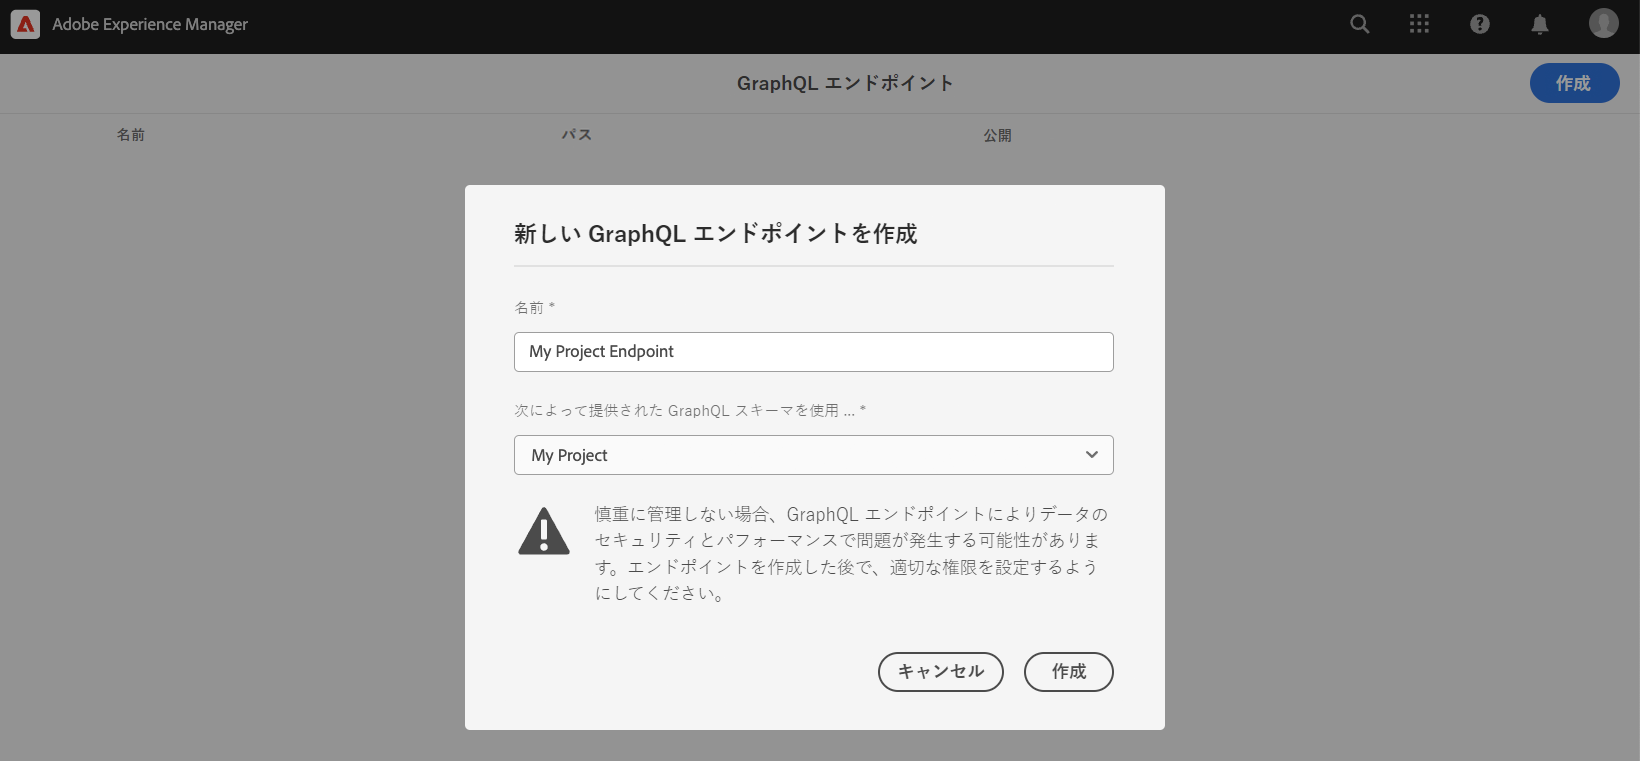 Adobe Experience Manager
GraphQL エンドポイント
作成
名前
パス
公開
新しい GraphQL エンドポイントを作成
名前 *
My Project Endpoint
次によって提供された GraphQL スキーマを使用 ... *
My Project
慎重に管理しない場合、GraphQL エンドポイントによりデータの
セキュリティとパフォーマンスで問題が発生する可能性がありま
す。エンドポイントを作成した後で、適切な権限を設定するよう
にしてください。
キャンセル
作成